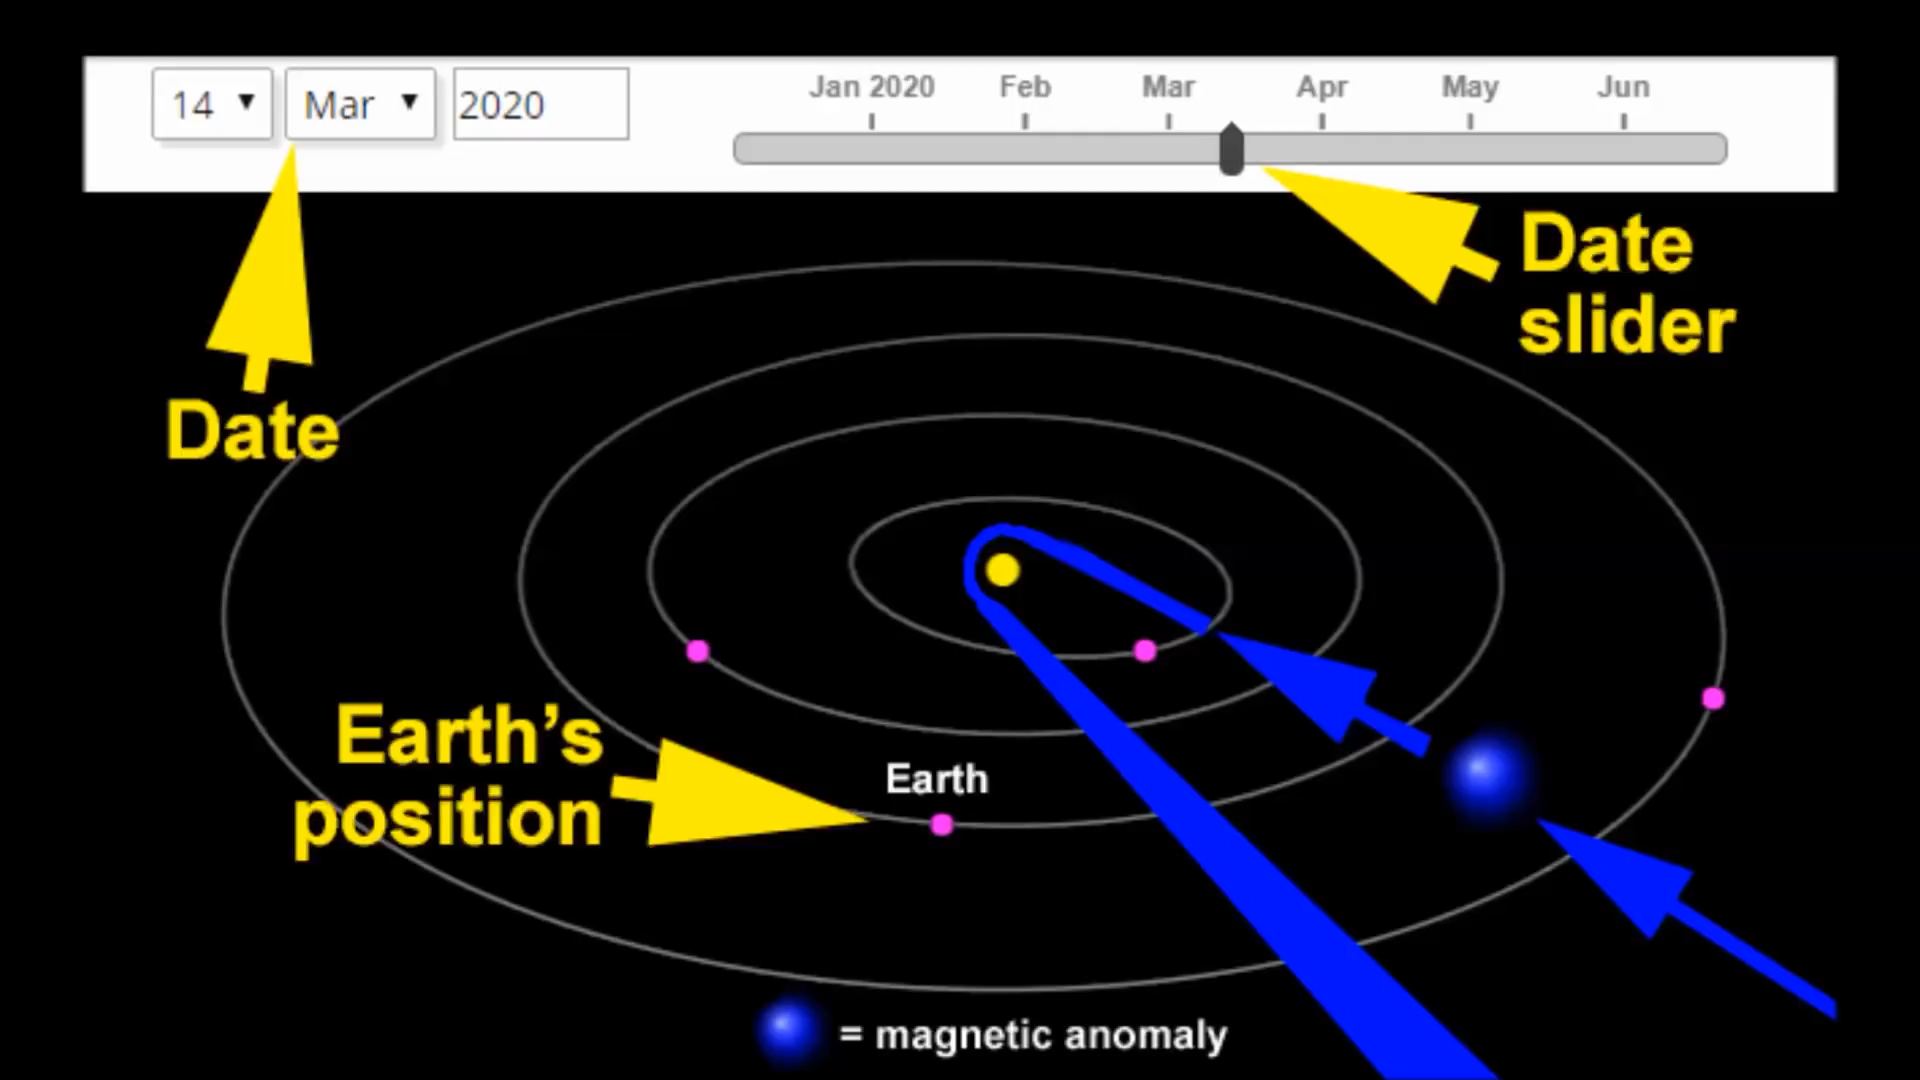 14 Mar 2020
Jan 2020 Feb Mar Apr May Jun
Date
slider
Date
Earth's
position
Earth
= magnetic anomaly